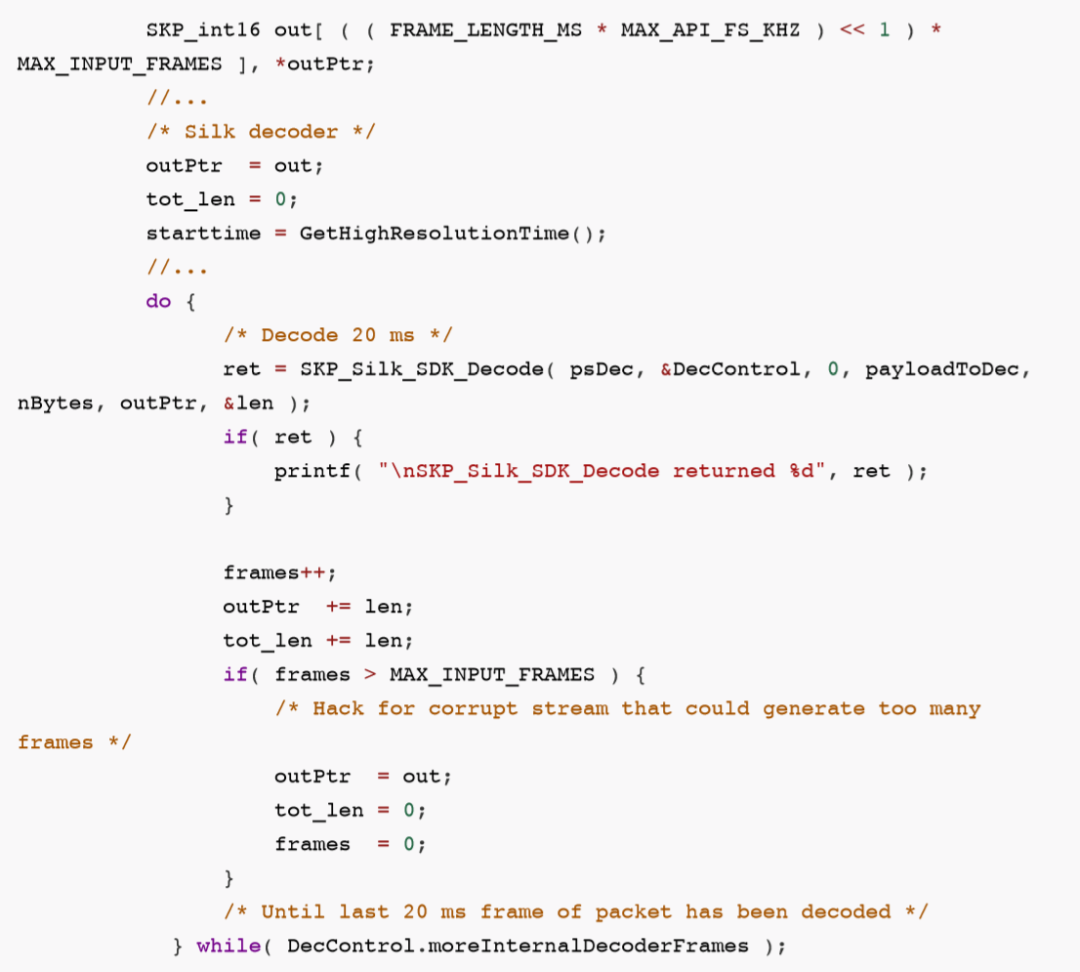 SKP_int16 out[ ( ( FRAME_LENGTH_MS * MAX_API_FS_KHZ ) << 1 ) *
MAX_INPUT_FRAMES ], *outPtr;
//...
/* Silk decoder */
outPtr  = out;
tot_len = 0;
starttime = GetHighResolutionTime();
//...
do {
/* Decode 20 ms */
ret = SKP_Silk_SDK_Decode( psDec, &DecControl, 0, payloadToDec,
nBytes, outPtr, &len );
if( ret ) {
printf( "\nSKP_Silk_SDK_Decode returned %d", ret );
}
frames++;
outPtr  += len;
tot_len += len;
if( frames > MAX_INPUT_FRAMES ) {
/* Hack for corrupt stream that could generate too many
frames */
outPtr  = out;
tot_len = 0;
frames  = 0;
}
/* Until last 20 ms frame of packet has been decoded */
} while( DecControl.moreInternalDecoderFrames );